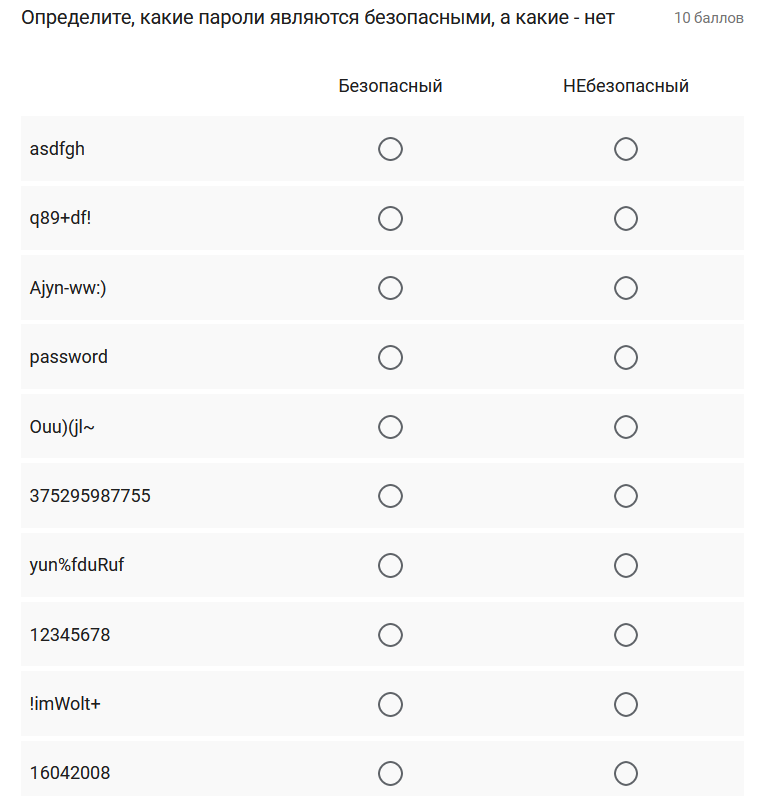 Определите, какие пароли являются безопасными, а какие - нет 10 баллов
Безопасный НЕбезопасный
asdfgh
q89+df!
Ajyn-ww:)
password
Ouu)(jl~
375295987755
yun%fduRuf
12345678
!imWolt+
16042008